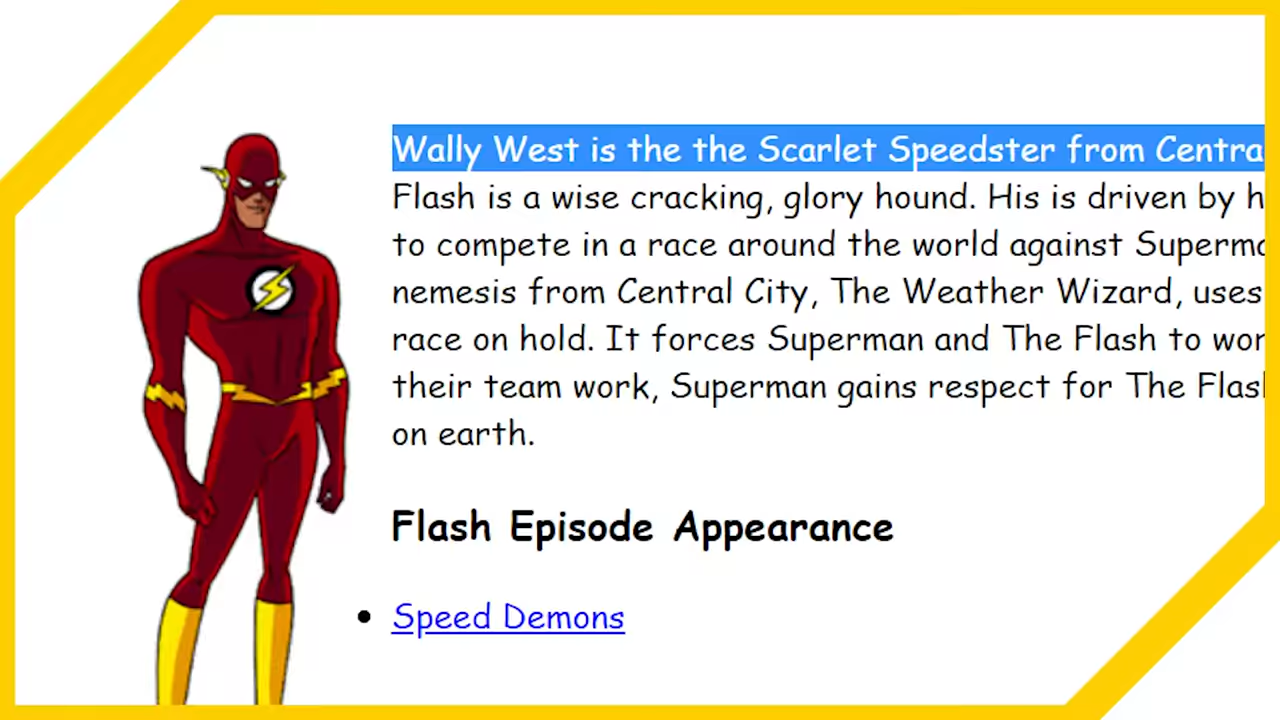 Wally West is the the Scarlet Speedster from Centra
Flash is a wise cracking, glory hound. His is driven by h
to compete in a race around the world against Superma
nemesis from Central City, The Weather Wizard, uses
race on hold. It forces Superman and The Flash to wor
their team work, Superman gains respect for The Flash
on earth.
Flash Episode Appearance
Speed Demons